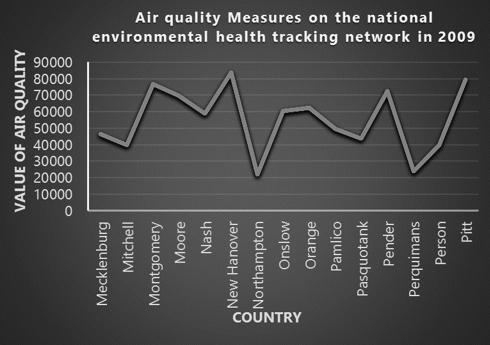 Air quality Measures on the national
environmental health tracking network in 2009
VALUE OF AIR QUALITY
90000
80000
70000
60000
50000
40000
30000
20000
10000
0
Mecklenburg
Mitchell
Montgomery
Moore
Nash
New Hanover
Northampton
Onslow
Orange
Pamlico
Pasquotank
Pender
Perquimans
Person
Pitt
COUNTRY